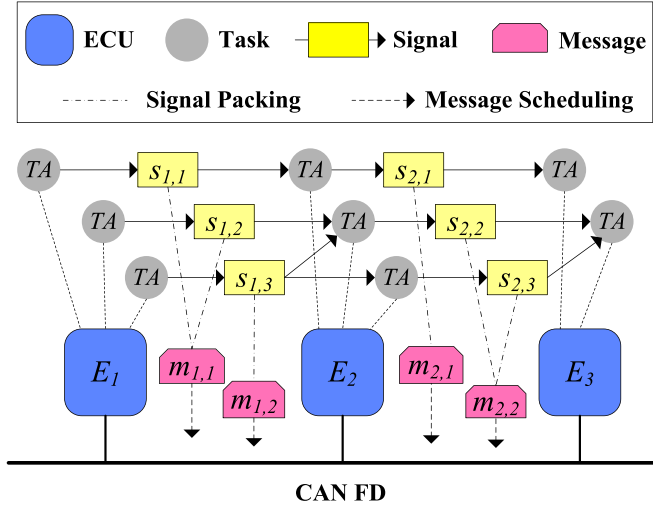 ECU Task Signal Message
Signal Packing Message Scheduling
TA s1,1 TA s2,1 TA
TA s1,2 TA s2,2 TA
TA s1,3 TA s2,3
E1 m1,1 m1,2 E2 m2,1 m2,2 E3
CAN FD